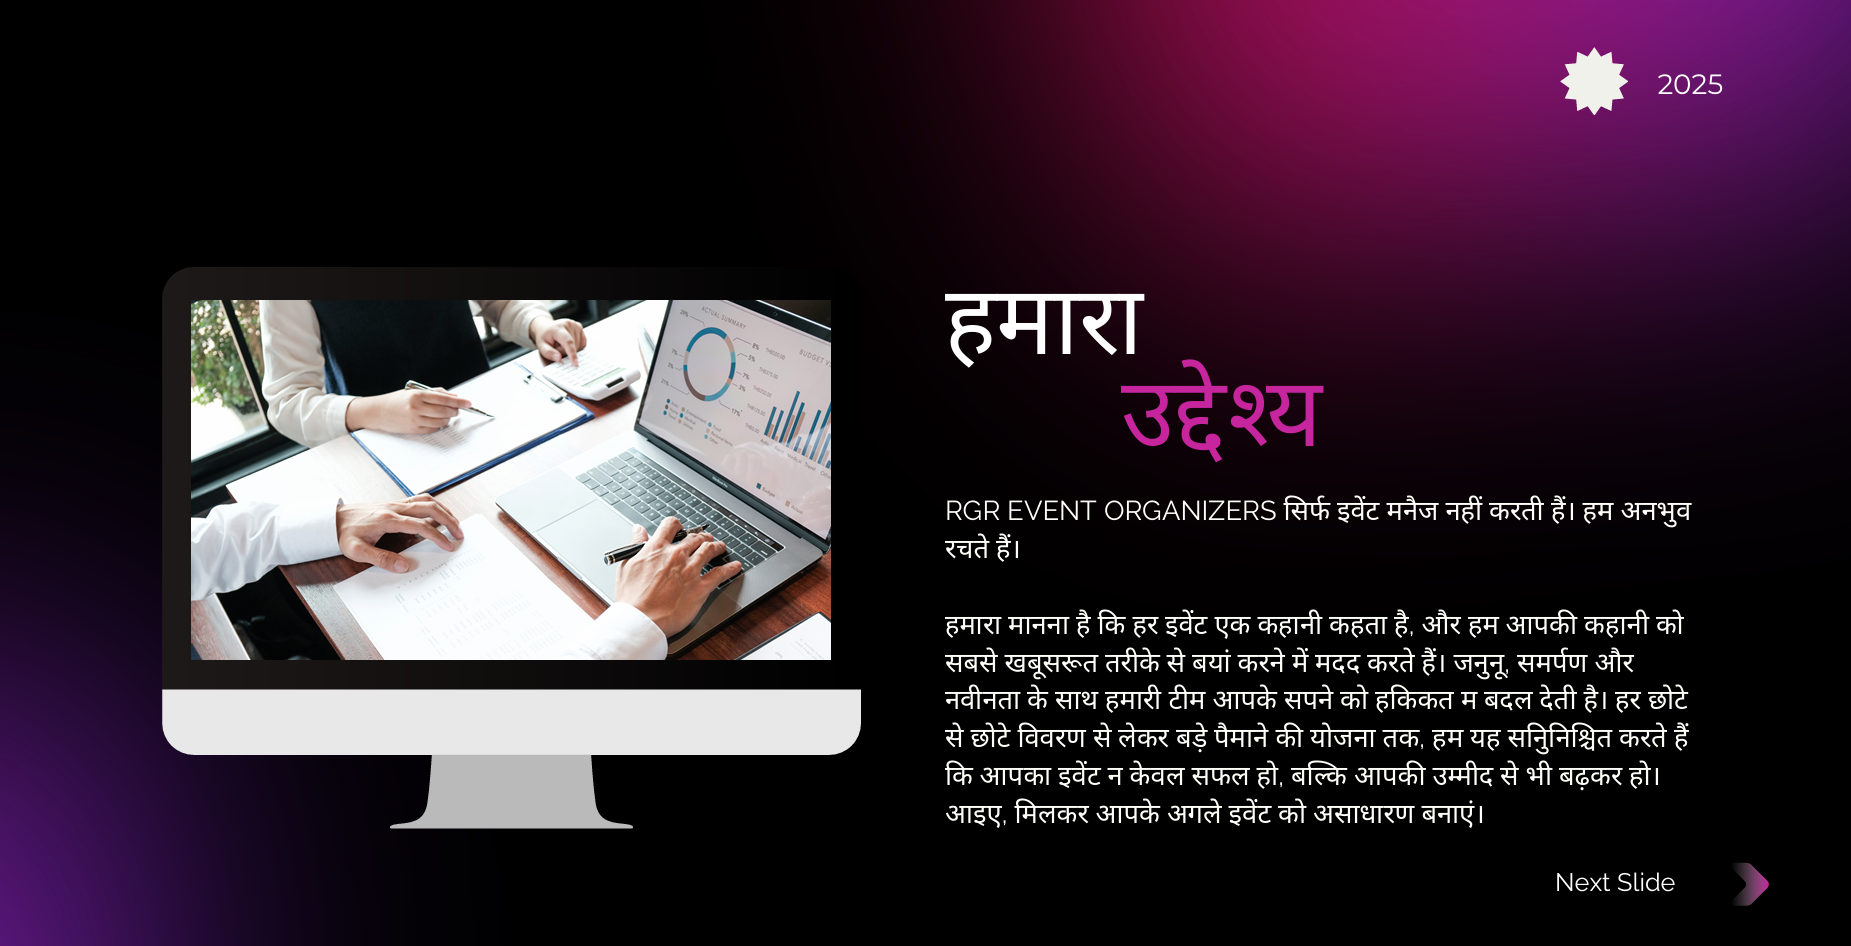 2025
ACTUAL SUMMARY
हमारा
उद्देश्य
RGR EVENT ORGANIZERS सिर्फ इवेंट मनैज नहीं करती हैं। हम अनभुव
रचते हैं।
हमारा मानना है कि हर इवेंट एक कहानी कहता है, और हम आपकी कहानी को
सबसे खबूसरूत तरीके से बयां करने में मदद करते हैं। जनुनू, समर्पण और
नवीनता के साथ हमारी टीम आपके सपने को हकिकत म बदल देती है। हर छोटे
से छोटे विवरण से लेकर बड़े पैमाने की योजना तक, हम यह सनिुनिश्चित करते हैं
कि आपका इवेंट न केवल सफल हो, बल्कि आपकी उम्मीद से भी बढ़कर हो।
आइए, मिलकर आपके अगले इवेंट को असाधारण बनाएं।
Next Slide